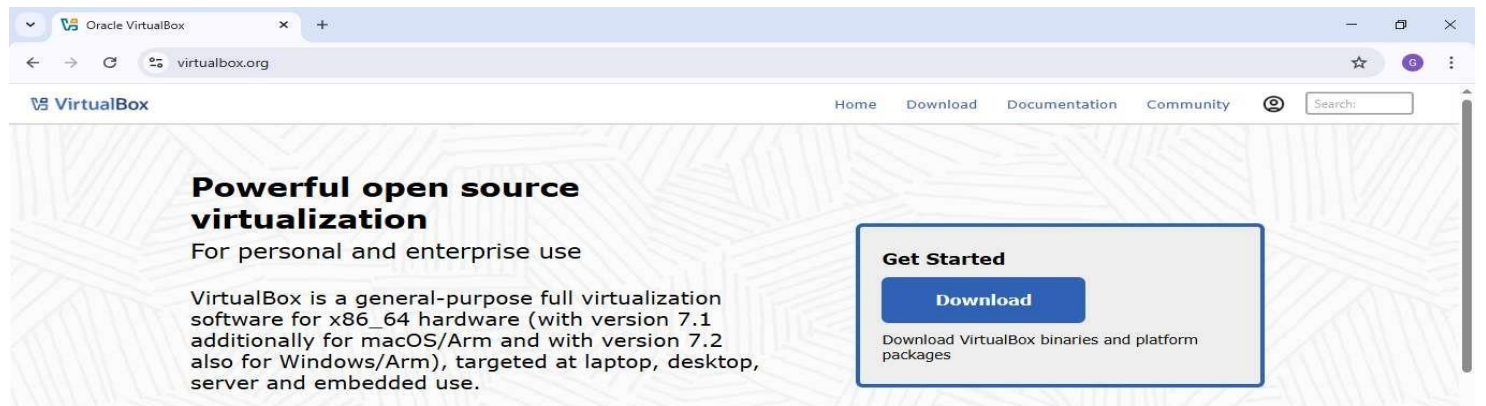 Oracle VirtualBox
virtualbox.org
G
VirtualBox
Home Download Documentation Community Search:
Powerful open source
virtualization
For personal and enterprise use
VirtualBox is a general-purpose full virtualization
software for x86_64 hardware (with version 7.1
additionally for macOS/Arm and with version 7.2
also for Windows/Arm), targeted at laptop, desktop,
server and embedded use.
Get Started
Download
Download VirtualBox binaries and platform
packages